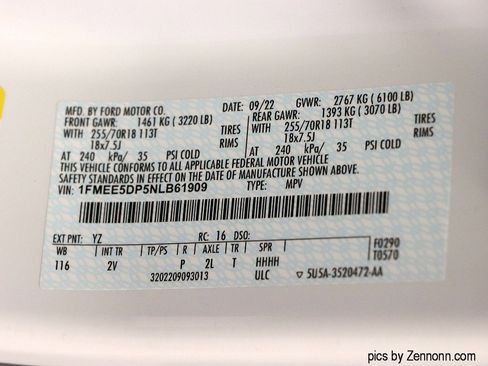 MFD. BY FORD MOTOR CO.
DATE: 09/22 GVWR: 2767 KG (6100 LB)
FRONT GAWR: 1461 KG (3220 LB)
REAR GAWR: 1393 KG (3070 LB)
WITH 255/70R18 113T TIRES
WITH 255/70R18 113T TIRES
18x7.5J RIMS
18x7.5J RIMS
AT 240 kPa/ 35 PSI COLD
AT 240 kPa/ 35 PSI COLD
THIS VEHICLE CONFORMS TO ALL APPLICABLE FEDERAL MOTOR VEHICLE
SAFETY STANDARDS IN EFFECT ON THE DATE OF MANUFACTURE SHOWN ABOVE.
VIN: 1FMEE5DP5NLB61909 TYPE: MPV
EXT PNT: YZ RC: 16 DSO: F0290
WB INT TR TP/PS R AXLE TR SPR T0570
116 2V P 2L T HHHH
3202209093013 ULC ▽ 5U5A-3520472-AA
pics by Zennonn.com